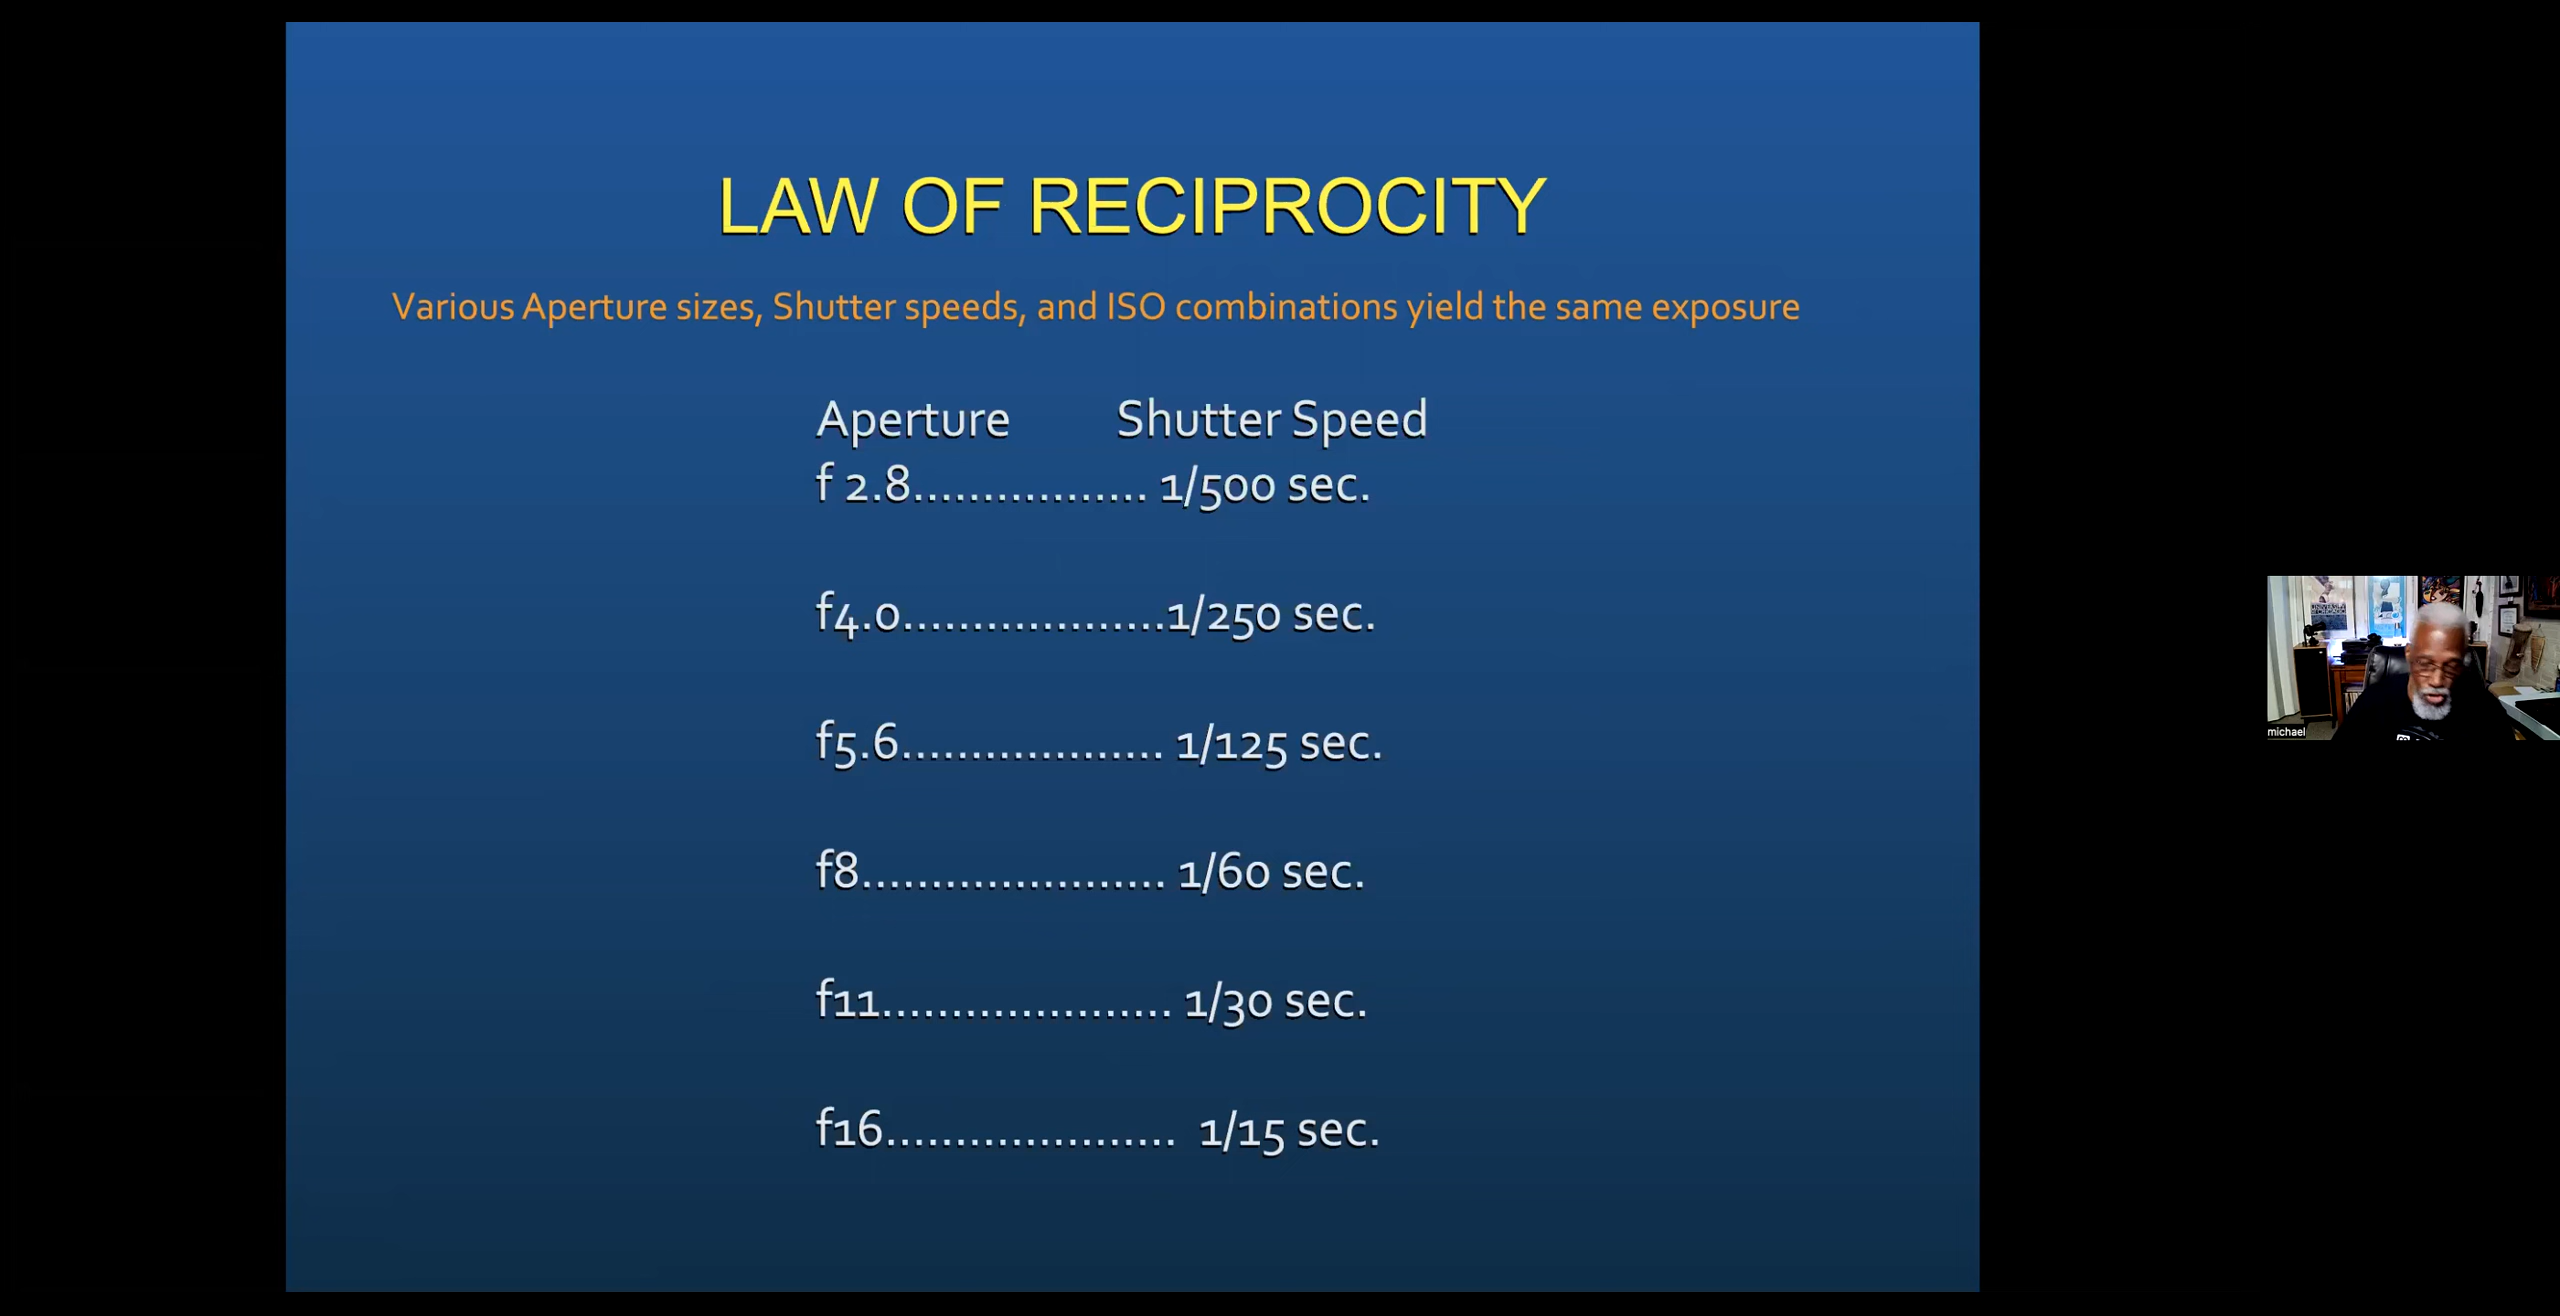 LAW OF RECIPROCITY
Various Aperture sizes, Shutter speeds, and ISO combinations yield the same exposure
Aperture Shutter Speed
f 2.8................. 1/500 sec.
f4.0...................1/250 sec.
f5.6................... 1/125 sec.
f8...................... 1/60 sec.
f11..................... 1/30 sec.
f16..................... 1/15 sec.
michael